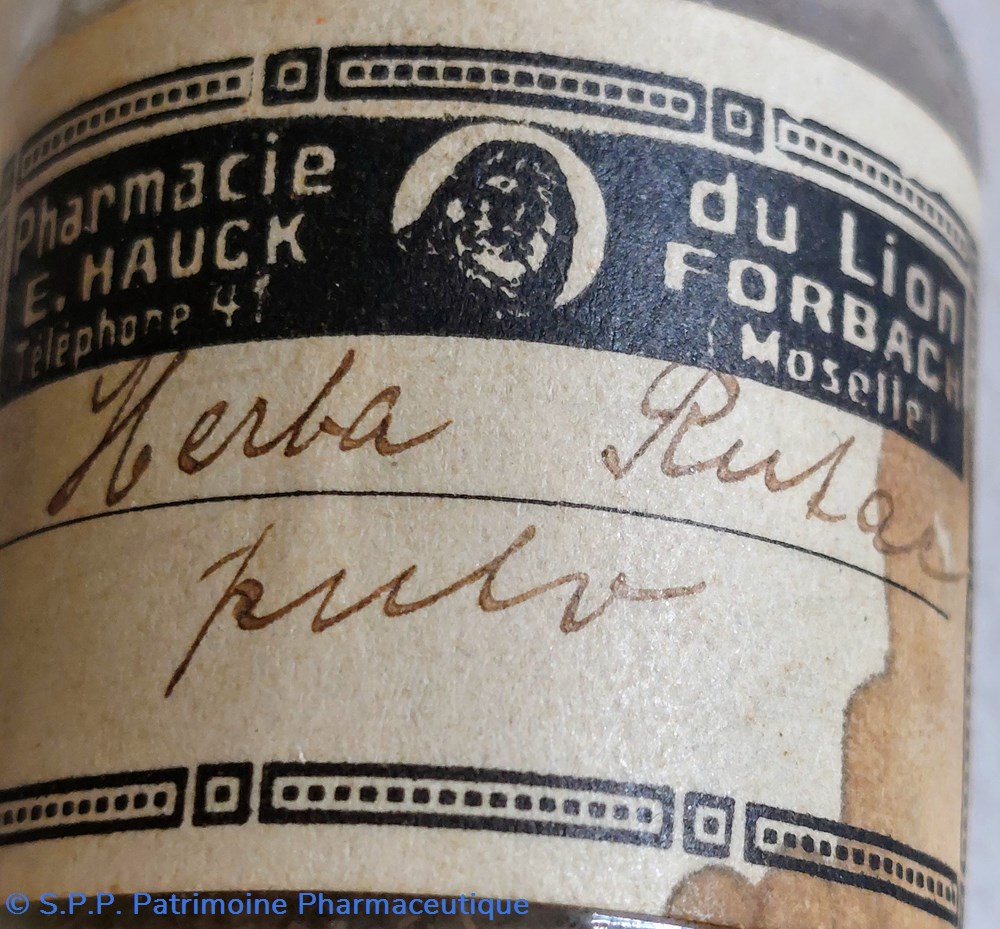 Pharmacie du Lion
E. HAUCK FORBACH
Téléphone 41 (Moselle)
Herba Rutae
pulv
© S.P.P. Patrimoine Pharmaceutique